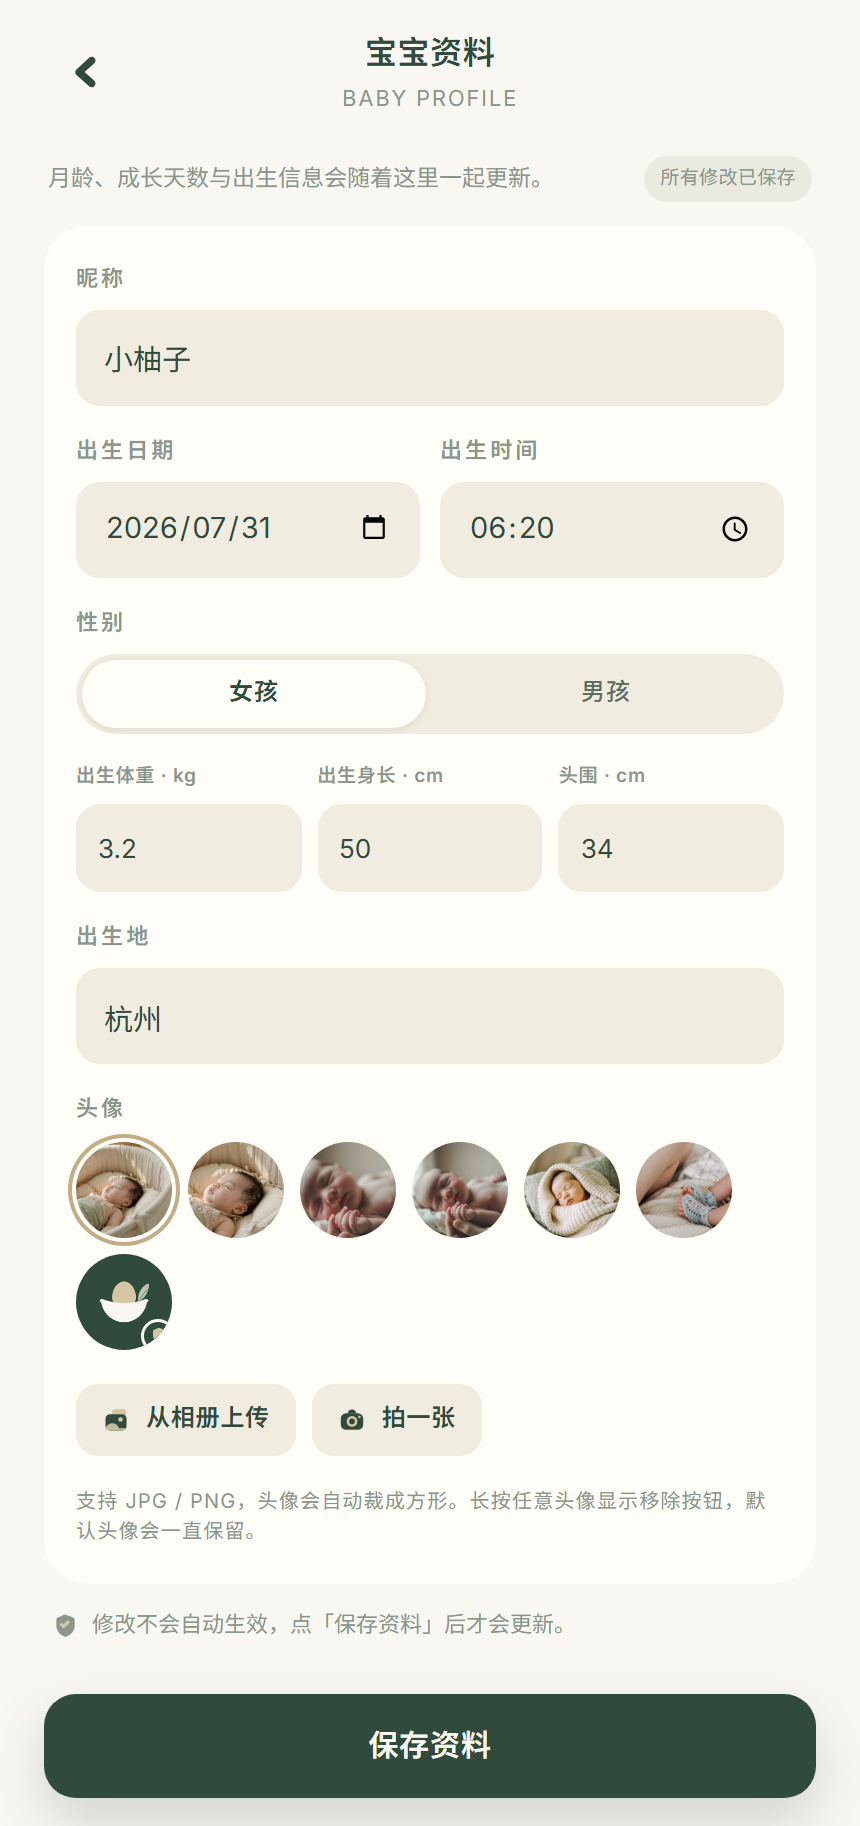 宝宝资料
BABY PROFILE
月龄、成长天数与出生信息会随着这里一起更新。
所有修改已保存
昵称
小柚子
出生日期
出生时间
2026/07/31
06:20
性别
女孩
男孩
出生体重 · kg
出生身长 · cm
头围 · cm
3.2
50
34
出生地
杭州
头像
从相册上传
拍一张
支持 JPG / PNG，头像会自动裁成方形。长按任意头像显示移除按钮，默
认头像会一直保留。
修改不会自动生效，点「保存资料」后才会更新。
保存资料